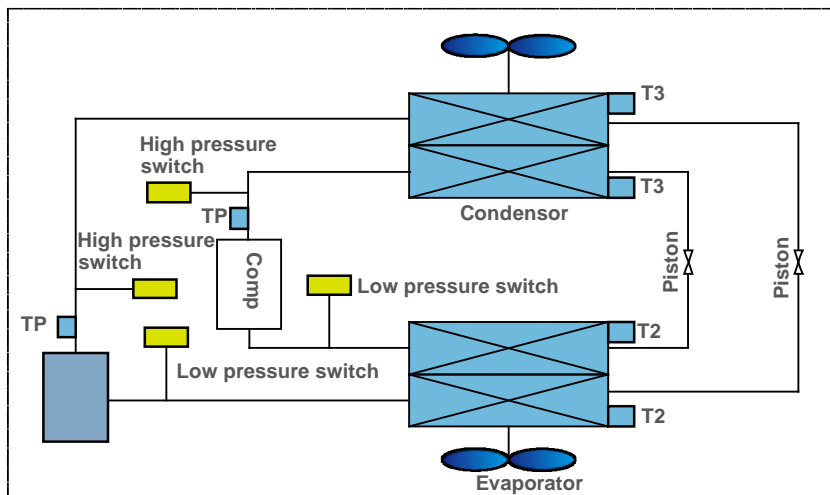 T3
High pressure
switch
T3
TP
Condensor
High pressure
switch
Comp
Piston
Piston
Low pressure switch
TP
T2
Low pressure switch
T2
Evaporator